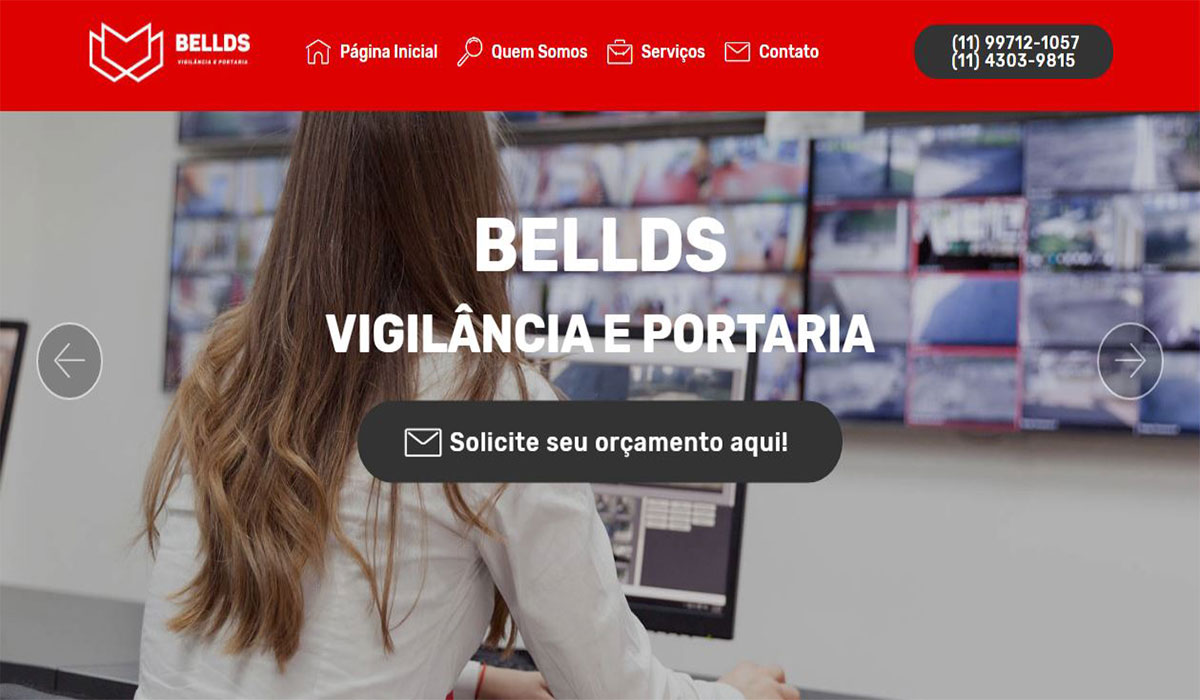 BELLDS
VIGILÂNCIA E PORTARIA
Página Inicial
Quem Somos
Serviços
Contato
(11) 99712-1057
(11) 4303-9815
BELLDS
VIGILÂNCIA E PORTARIA
Solicite seu orçamento aqui!